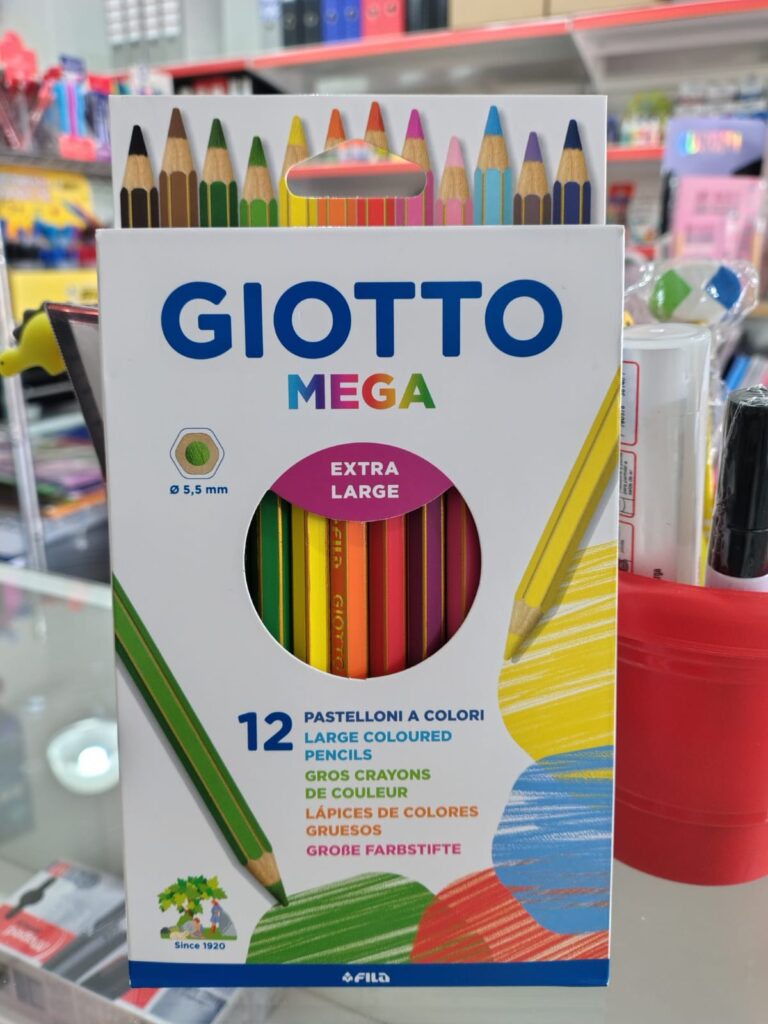 GIOTTO
MEGA
EXTRA
LARGE
Ø 5,5 mm
FILA
GIOTTO
12 PASTELLONI A COLORI
LARGE COLOURED
PENCILS
GROS CRAYONS
DE COULEUR
LÁPICES DE COLORES
GRUESOS
GROßE FARBSTIFTE
Since 1920
FILA